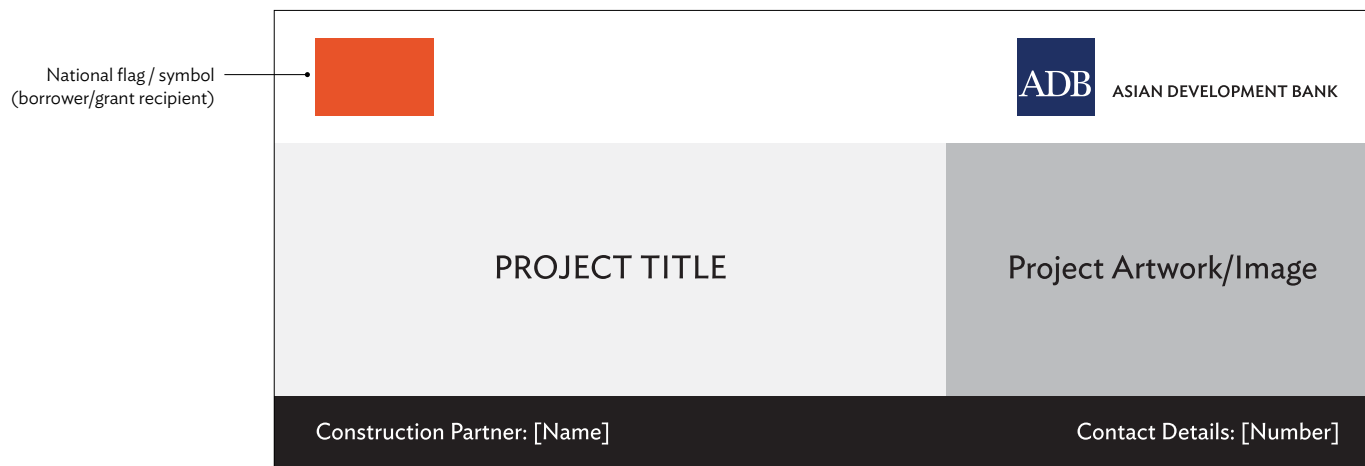 National flag / symbol
(borrower/grant recipient)
ADB ASIAN DEVELOPMENT BANK
PROJECT TITLE
Project Artwork/Image
Construction Partner: [Name]
Contact Details: [Number]